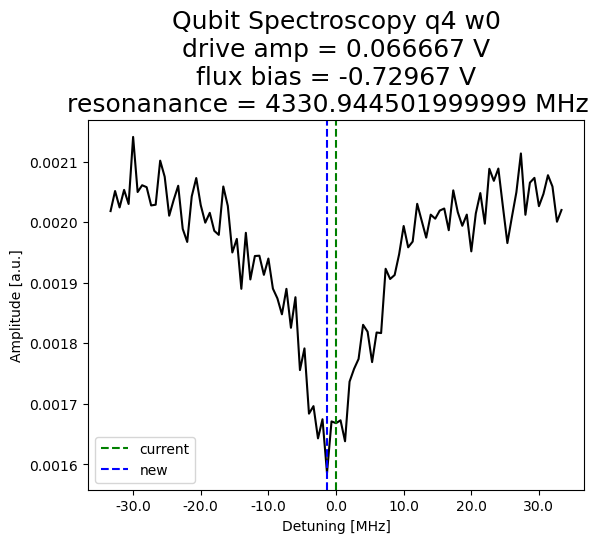 Qubit Spectroscopy q4 w0
drive amp = 0.066667 V
flux bias = -0.72967 V
resonanance = 4330.944501999999 MHz
Amplitude [a.u.]
0.0021
0.0020
0.0019
0.0018
0.0017
0.0016
current
new
-30.0 -20.0 -10.0 0.0 10.0 20.0 30.0
Detuning [MHz]